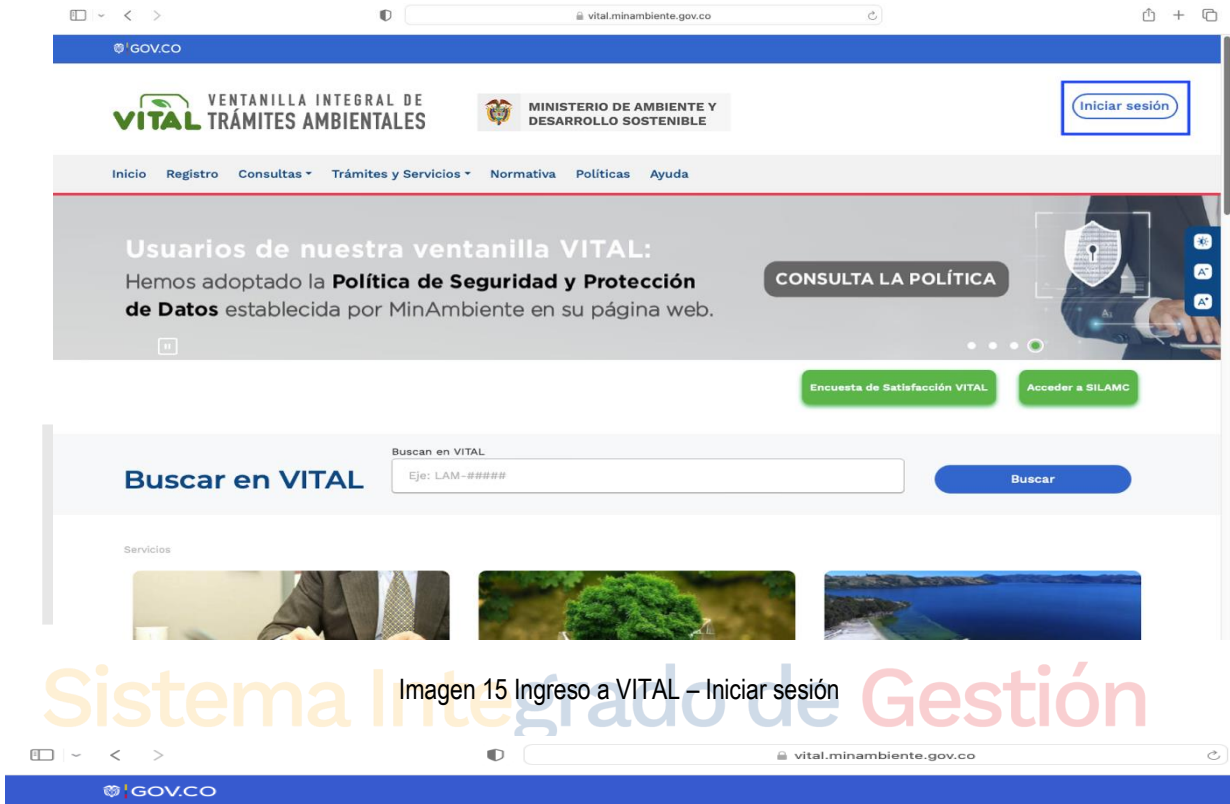 vital.minambiente.gov.co
GOV.CO
VITAL
VENTANILLA INTEGRAL DE
TRÁMITES AMBIENTALES
MINISTERIO DE AMBIENTE Y
DESARROLLO SOSTENIBLE
Iniciar sesión
Inicio Registro Consultas Trámites y Servicios Normativa Políticas Ayuda
Usuarios de nuestra ventanilla VITAL:
Hemos adoptado la Política de Seguridad y Protección
de Datos establecida por MinAmbiente en su página web.
CONSULTA LA POLÍTICA
A-
A+
Encuesta de Satisfacción VITAL Acceder a SILAMC
Buscan en VITAL
Buscar en VITAL Eje: LAM-##### Buscar
Servicios
Sistema Integrado de Gestión
Imagen 15 Ingreso a VITAL – Iniciar sesión
vital.minambiente.gov.co
GOV.CO